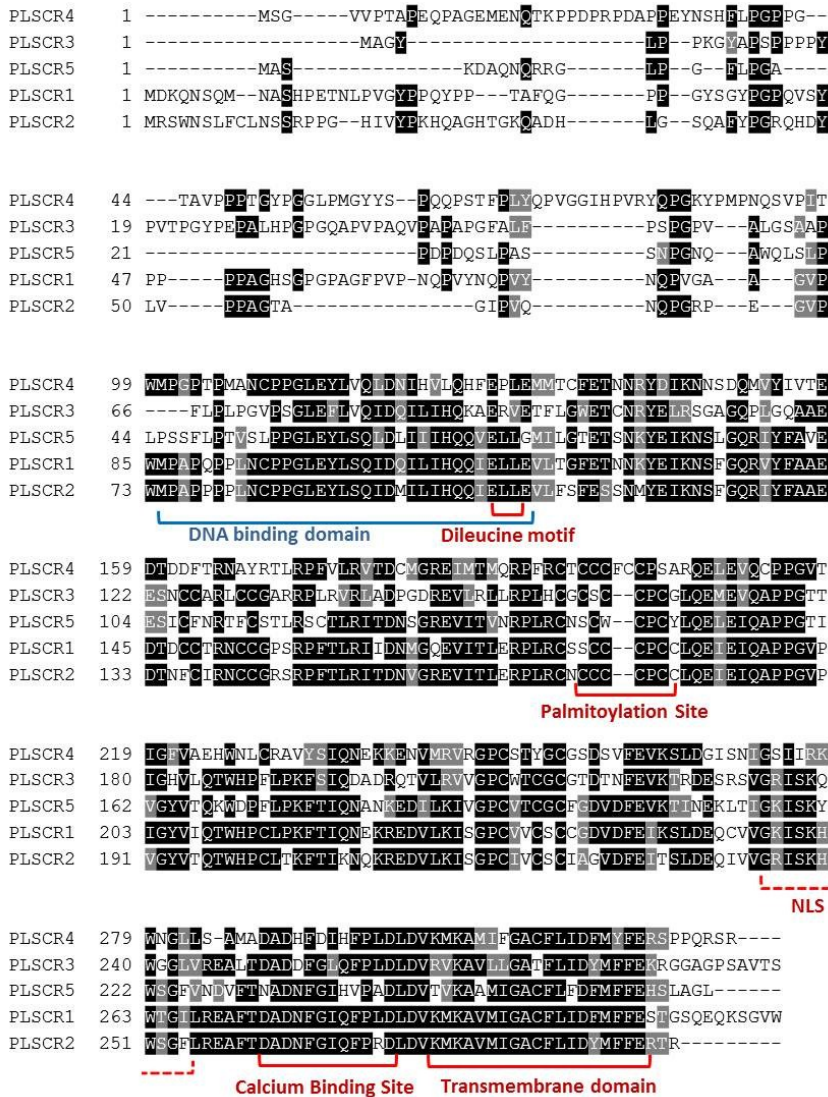 PLSCR4 1 ---------MSG-----VVPTAPEQPAGEMENQTKPPDPRPDAPPEYNSHFLPGPPG--
PLSCR3 1 ----------------MAGY------------------LP--PKGYAPSPPPPY
PLSCR5 1 ---------MAS-------------KDAQNQRRG------LP--G--FLPGA----
PLSCR1 1 MDKQNSQM--NASHPETNLPVGYPPQYPP---TAFQG------PP--GYSGYPGPQVSY
PLSCR2 1 MRSWNSLFCLNSSRPPG--HIVYPKHQAGHTGKQADH------LG--SQAFYPGRQHDY
PLSCR4 44 ---TAVPPPTGYPGGLPMGYYS--PQQPSTFPLYQPVGGIHPVRYQPGKYPMPNQSVPIT
PLSCR3 19 PVTPGYPEPALHPGPGQAPVPAQVPAPAPGFALF--------PSPGPV--ALGSAAP
PLSCR5 21 ---------------------PDPDQSLPAS---------SNPGNQ--AWQLSLP
PLSCR1 47 PP----PPAGHSGPGPAGFPVP--NQPVYNQPVY---------NQPVGA--A--GVP
PLSCR2 50 LV----PPAGTA--------------GIPVQ---------NQPGRP--E---GVP
PLSCR4 99 WMPGPTPMANCPPGLEYLVQLDNIHVLQHFEPLEMMTCFETNNRYDIKNNSDQMVYIVTE
PLSCR3 66 ----FLPLPGVPSGLEFLVQIDQILIHQKAERVETFLGWETCNRYELRSGAGQPLGQAAE
PLSCR5 44 LPSSFLPTVSLPPGLEYLSQLDLIIIHQQVELLGMILGTETSNKYEIKNSLGQRIYFAVE
PLSCR1 85 WMPAPQPPLNCPPGLEYLSQIDQILIHQQIELLEVLTGFETNNKYEIKNSFGQRVYFAAE
PLSCR2 73 WMPAPPPPLNCPPGLEYLSQIDMILIHQQIELLEVLFSFESSNMYEIKNSFGQRIYFAAE
DNA binding domain Dileucine motif
PLSCR4 159 DTDDFTRNAYRTLRPFVLRVTDCMGREIMTMQRPFRCTCCCFCCPSARQELEVQCPPGVT
PLSCR3 122 ESNCCARLCCGARRPLRVRLADPGDREVLRLLRPLHCGCSC--CPCGLQEMEVQAPPGTT
PLSCR5 104 ESICFNRTFCSTLRSCTLRITDNSGREVITVNRPLRCNSCW--CPCYLQELEIQAPPGTI
PLSCR1 145 DTDCCTRNCCGPSRPFTLRIIDNMGQEVITLERPLRCSSCC--CPCCLQEIEIQAPPGVP
PLSCR2 133 DTNFCIRNCCGRSRPFTLRITDNVGREVITLERPLRCNCCC--CPCCLQEIEIQAPPGVP
Palmitoylation Site
PLSCR4 219 IGFVAEHWNLCRAVYSIQNEKKENVMRVRGPCSTYGCGSDSVFEVKSLDGISNIGSIIRK
PLSCR3 180 IGHVLQTWHPFLPKFSIQDADRQTVLRVVGPCWTCGCGTDTNFEVKTRDESRSVGRISKQ
PLSCR5 162 VGYVTQKWDPFLPKFTIQNANKEDILKIVGPCVTCGCFGDVDFEVKTINEKLTIGKISKY
PLSCR1 203 IGYVIQTWHPCLPKFTIQNEKREDVLKISGPCVVCSCCGDVDFEIKSLDEQCVVGKISKH
PLSCR2 191 VGYVTQTWHPCLTKFTIKNQKREDVLKISGPCIVCSCIAGVDFEITSLDEQIVVGRISKH
NLS
PLSCR4 279 WNGLLS-AMADADHFDIHFPLDLDVKMKAMIFGACFLIDFMYFERSPPQRSR----
PLSCR3 240 WGGLVREALTDADDFGLQFPLDLDVRVKAVLLGATFLIDYMFFEKRGGAGPSAVTS
PLSCR5 222 WSGFVNDVFTNADNFGIHVPADLDVTVKAAMIGACFLFDFMFFEHSLAGL------
PLSCR1 263 WTGILREAFTDADNFGIQFPLDLDVKMKAVMIGACFLIDFMFFESTGSQEQKSGVW
PLSCR2 251 WSGFLREAFTDADNFGIQFPRDLDVKMKAVMIGACFLIDYMFFERTR---------
Calcium Binding Site Transmembrane domain